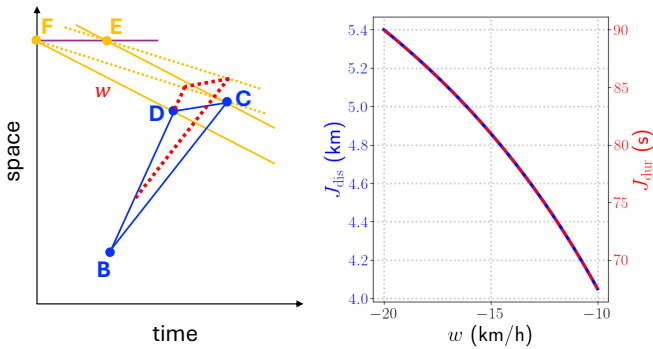 F
E
w
D
C
B
space
time
5.4
5.2
5.0
4.8
4.6
4.4
4.2
4.0
J_dis (km)
90
85
80
75
70
J_dur (s)
−20
−15
−10
w (km/h)